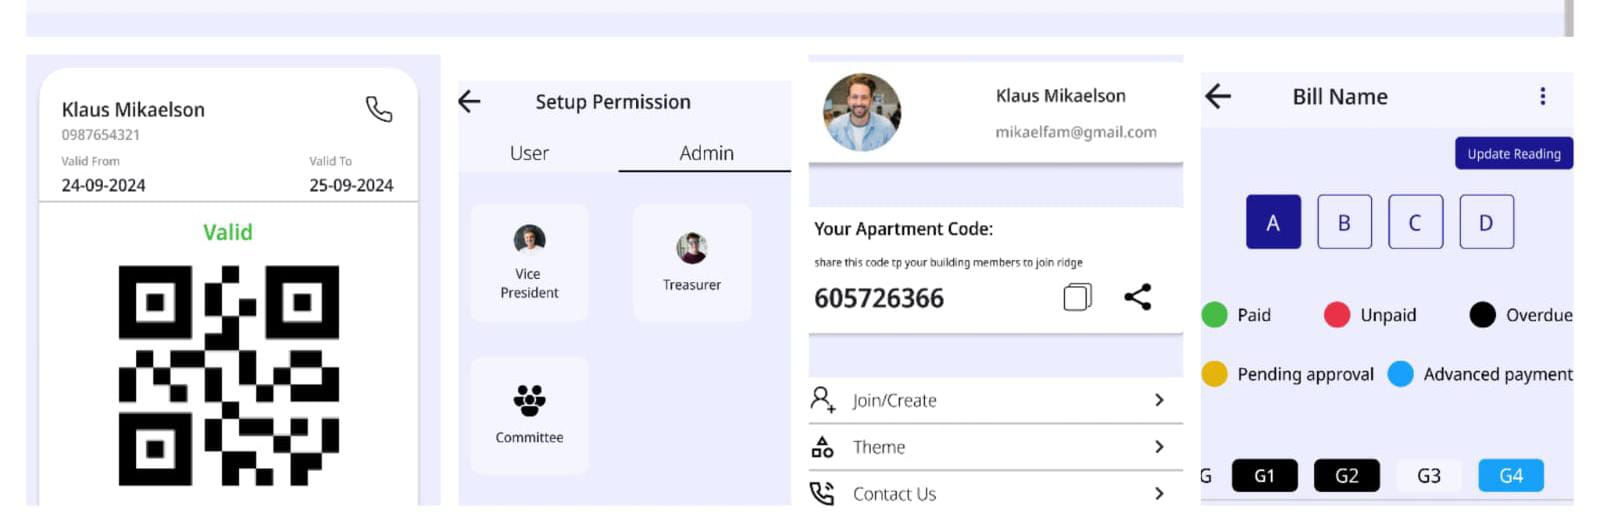 Klaus Mikaelson
0987654321
Valid From
Valid To
24-09-2024
25-09-2024
Valid
Setup Permission
User
Admin
Vice
President
Treasurer
Committee
Klaus Mikaelson
mikaelfam@gmail.com
Your Apartment Code:
share this code tp your building members to join ridge
605726366
Join/Create
Theme
Contact Us
Bill Name
Update Reading
A
B
C
D
Paid
Unpaid
Overdue
Pending approval
Advanced payment
G
G1
G2
G3
G4